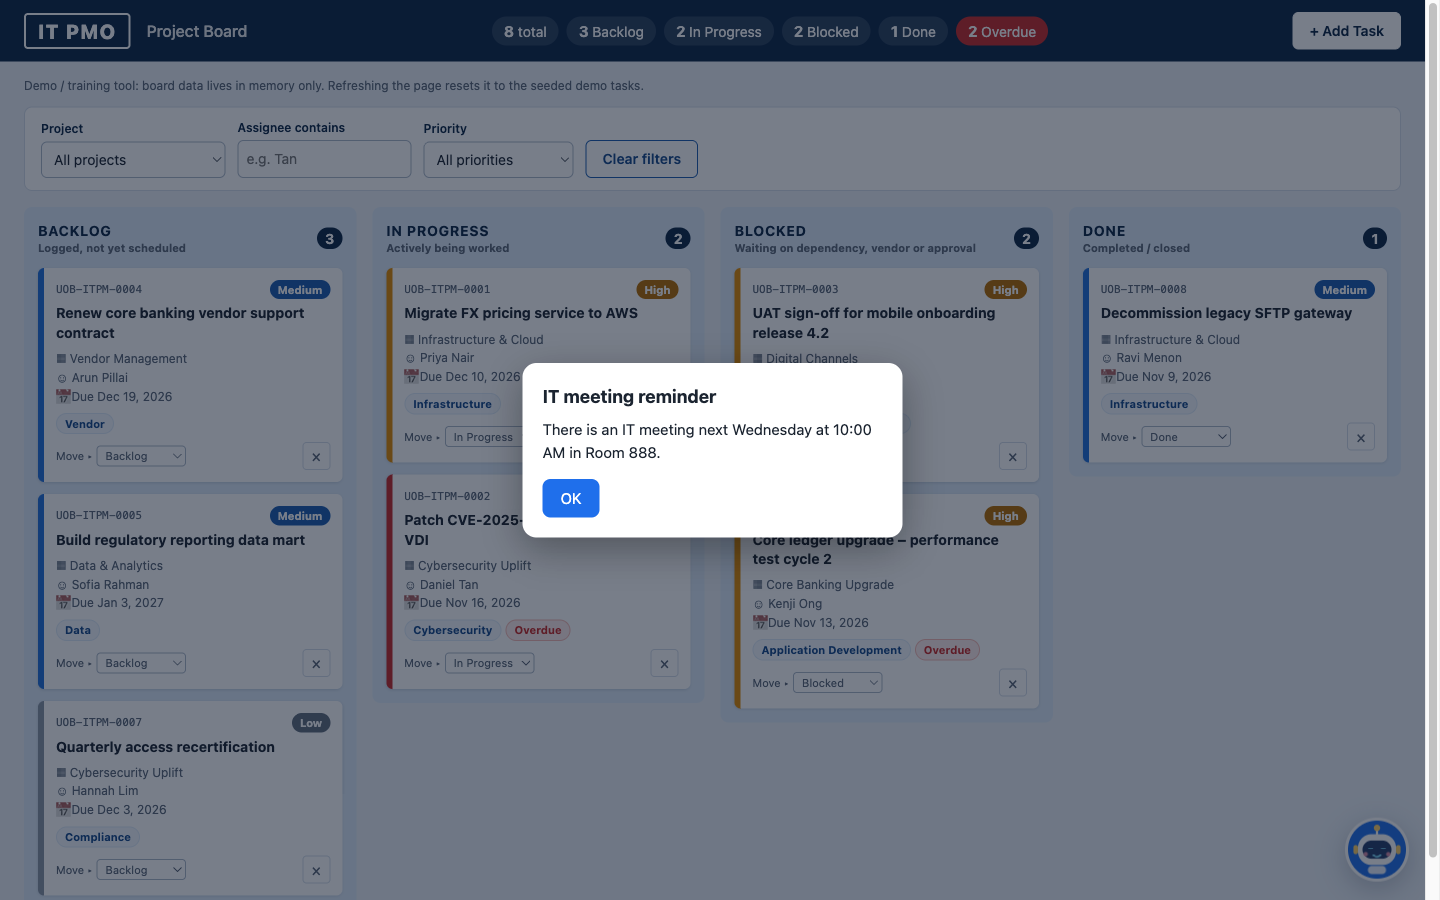 IT PMO
Project Board
8 total
3 Backlog
2 In Progress
2 Blocked
1 Done
2 Overdue
+ Add Task
Demo / training tool: board data lives in memory only. Refreshing the page resets it to the seeded demo tasks.
Project
All projects
Assignee contains
e.g. Tan
Priority
All priorities
Clear filters
BACKLOG
Logged, not yet scheduled
3
UOB-ITPM-0004
Medium
Renew core banking vendor support
contract
Vendor Management
Arun Pillai
Due Dec 19, 2026
Vendor
Move ▸ Backlog
×
UOB-ITPM-0005
Medium
Build regulatory reporting data mart
Data & Analytics
Sofia Rahman
Due Jan 3, 2027
Data
Move ▸ Backlog
×
UOB-ITPM-0007
Low
Quarterly access recertification
Cybersecurity Uplift
Hannah Lim
Due Dec 3, 2026
Compliance
Move ▸ Backlog
×
IN PROGRESS
Actively being worked
2
UOB-ITPM-0001
High
Migrate FX pricing service to AWS
Infrastructure & Cloud
Priya Nair
Due Dec 10, 2026
Infrastructure
Move ▸ In Progress
UOB-ITPM-0002
Patch CVE-2025-
VDI
Cybersecurity Uplift
Daniel Tan
Due Nov 16, 2026
Cybersecurity
Overdue
Move ▸ In Progress
×
BLOCKED
Waiting on dependency, vendor or approval
2
UOB-ITPM-0003
High
UAT sign-off for mobile onboarding
release 4.2
Digital Channels
×
High
Core ledger upgrade – performance
test cycle 2
Core Banking Upgrade
Kenji Ong
Due Nov 13, 2026
Application Development
Overdue
Move ▸ Blocked
×
DONE
Completed / closed
1
UOB-ITPM-0008
Medium
Decommission legacy SFTP gateway
Infrastructure & Cloud
Ravi Menon
Due Nov 9, 2026
Infrastructure
Move ▸ Done
×
IT meeting reminder
There is an IT meeting next Wednesday at 10:00
AM in Room 888.
OK